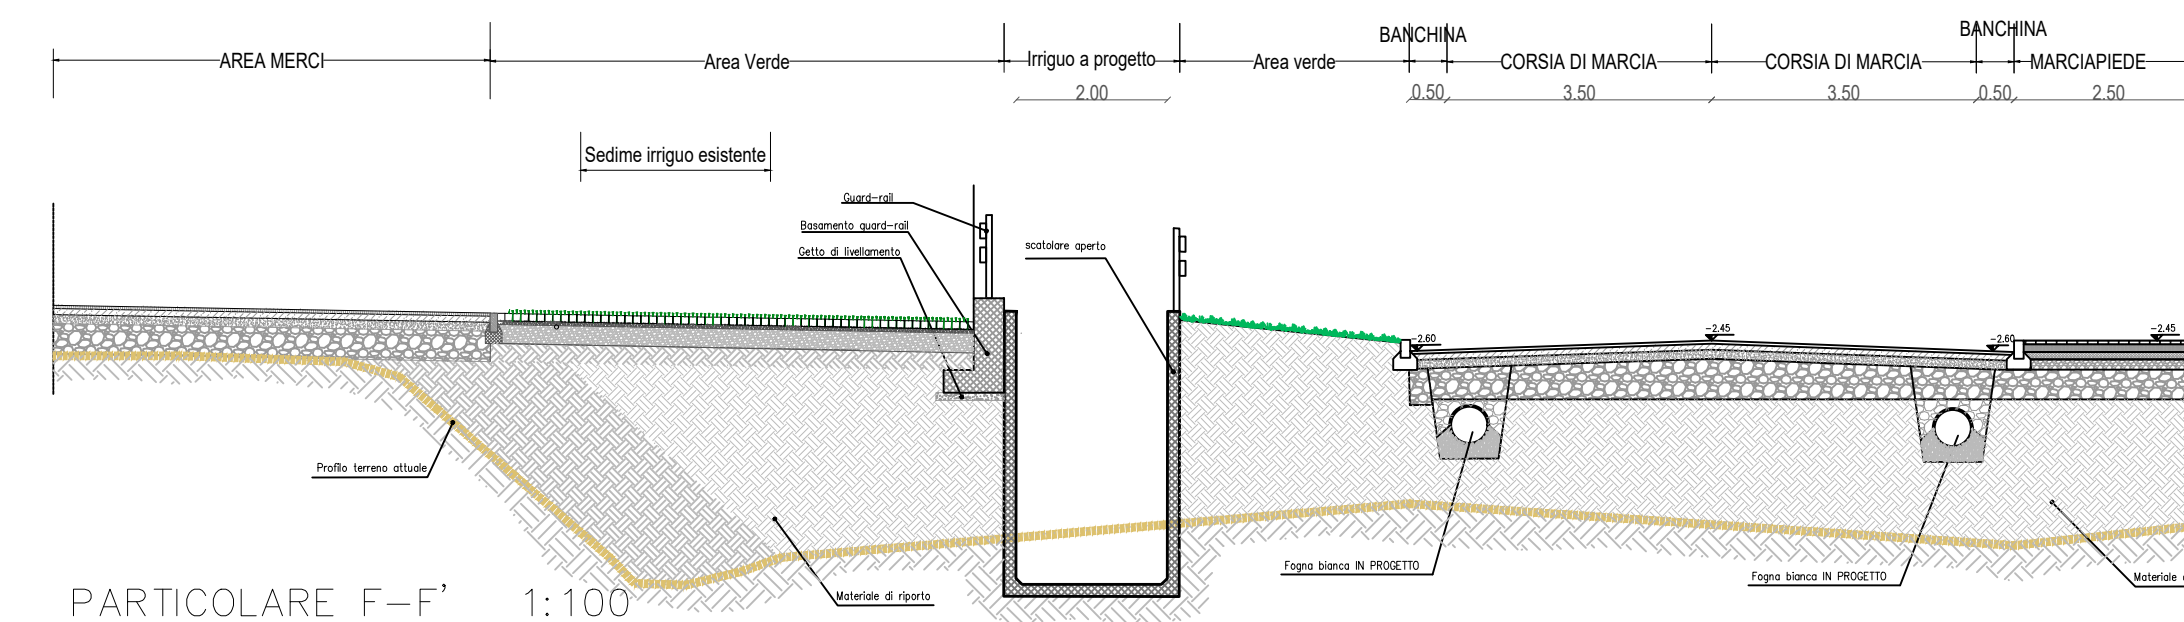 BANCHINA
BANCHINA
AREA MERCI
Area Verde
Irriguo a progetto
Area verde
CORSIA DI MARCIA
CORSIA DI MARCIA
MARCIAPIEDE
2.00
0.50
3.50
3.50
0.50
2.50
Sedime irriguo esistente
Guard-rail
Basamento guard-rail
Getto di livellamento
scatolare aperto
-2.60
-2.45
-2.60
-2.45
Profilo terreno attuale
Fogna bianca IN PROGETTO
Fogna bianca IN PROGETTO
Materiale
Materiale di riporto
PARTICOLARE F-F' 1:100